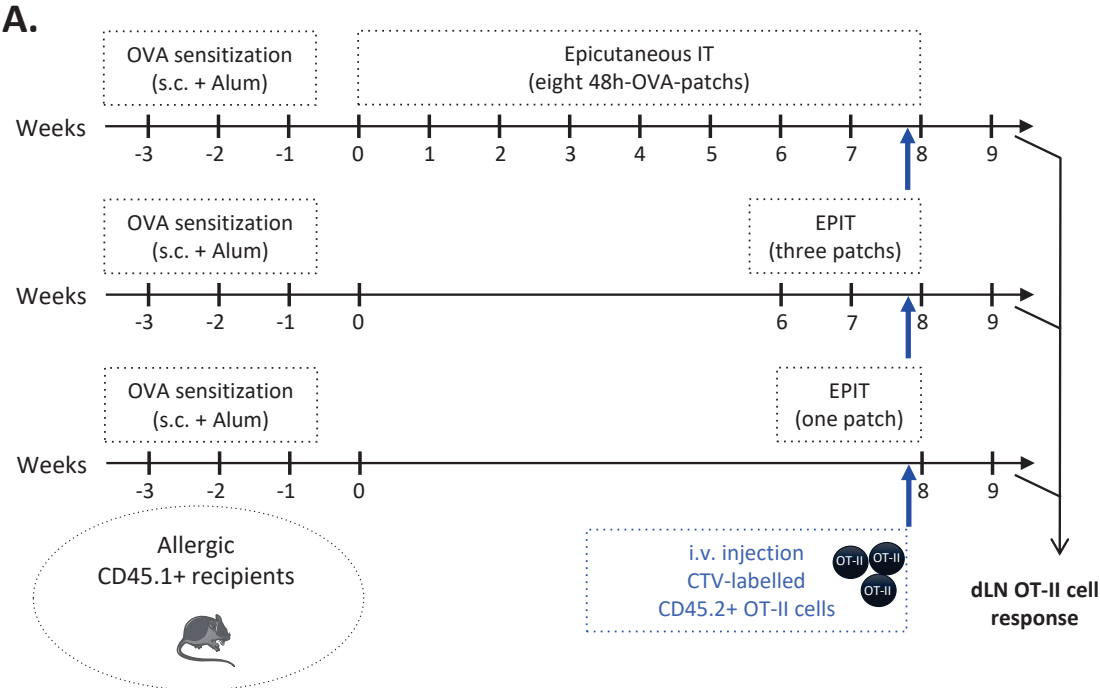 A.
OVA sensitization
(s.c. + Alum)
Epicutaneous IT
(eight 48h-OVA-patchs)
Weeks
-3 -2 -1 0 1 2 3 4 5 6 7 8 9
OVA sensitization
(s.c. + Alum)
EPIT
(three patchs)
Weeks
-3 -2 -1 0 6 7 8 9
OVA sensitization
(s.c. + Alum)
EPIT
(one patch)
Weeks
-3 -2 -1 0 8 9
Allergic
CD45.1+ recipients
i.v. injection
CTV-labelled
CD45.2+ OT-II cells
OT-II OT-II
OT-II
dLN OT-II cell
response